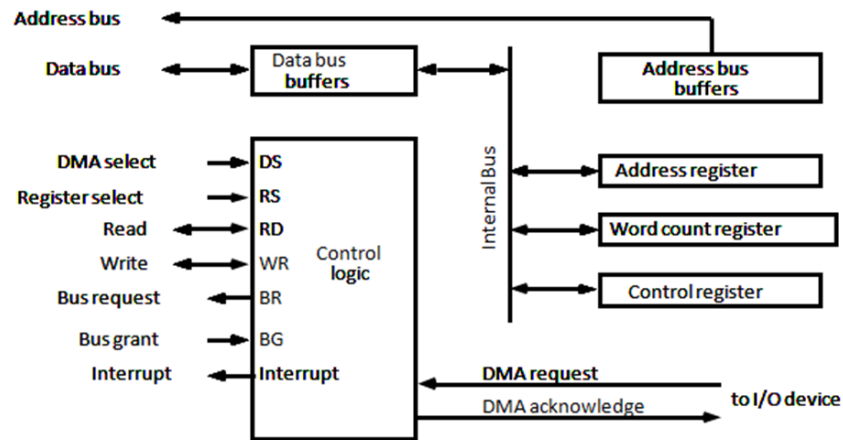 Address bus
Data bus
Data bus
buffers
Address bus
buffers
Internal Bus
Address register
Word count register
Control register
DMA select
DS
Register select
RS
Read
RD
Write
WR
Control
logic
Bus request
BR
Bus grant
BG
Interrupt
Interrupt
DMA request
DMA acknowledge
to I/O device